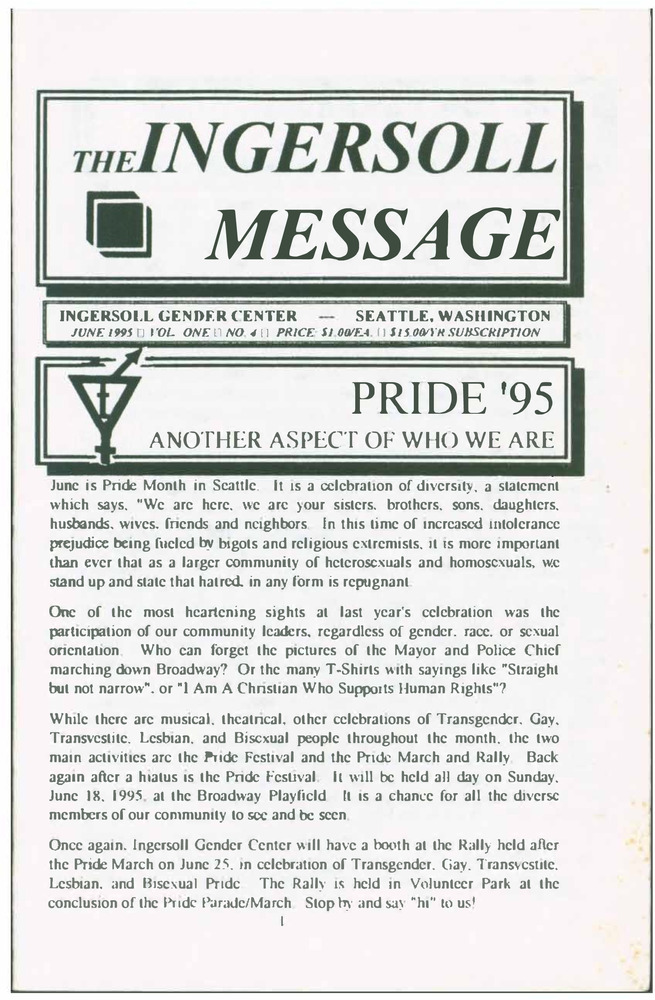 THE INGERSOLL
MESSAGE
INGERSOLL GENDER CENTER — SEATTLE, WASHINGTON
JUNE 1995 ▯ VOL. ONE ▯ NO. 4 ▯ PRICE: $1.00/EA. ▯ $15.00/YR SUBSCRIPTION
PRIDE '95
ANOTHER ASPECT OF WHO WE ARE
June is Pride Month in Seattle. It is a celebration of diversity, a statement
which says, "We are here, we are your sisters, brothers, sons, daughters,
husbands, wives, friends and neighbors. In this time of increased intolerance
prejudice being fueled by bigots and religious extremists, it is more important
than ever that as a larger community of heterosexuals and homosexuals, we
stand up and state that hatred, in any form is repugnant.
One of the most heartening sights at last year's celebration was the
participation of our community leaders, regardless of gender, race, or sexual
orientation. Who can forget the pictures of the Mayor and Police Chief
marching down Broadway? Or the many T-Shirts with sayings like "Straight
but not narrow", or "I Am A Christian Who Supports Human Rights"?
While there are musical, theatrical, other celebrations of Transgender, Gay,
Transvestite, Lesbian, and Bisexual people throughout the month, the two
main activities are the Pride Festival and the Pride March and Rally. Back
again after a hiatus is the Pride Festival. It will be held all day on Sunday,
June 18, 1995, at the Broadway Playfield. It is a chance for all the diverse
members of our community to see and be seen.
Once again, Ingersoll Gender Center will have a booth at the Rally held after
the Pride March on June 25, in celebration of Transgender, Gay, Transvestite,
Lesbian, and Bisexual Pride. The Rally is held in Volunteer Park at the
conclusion of the Pride Parade/March. Stop by and say "hi" to us!
1